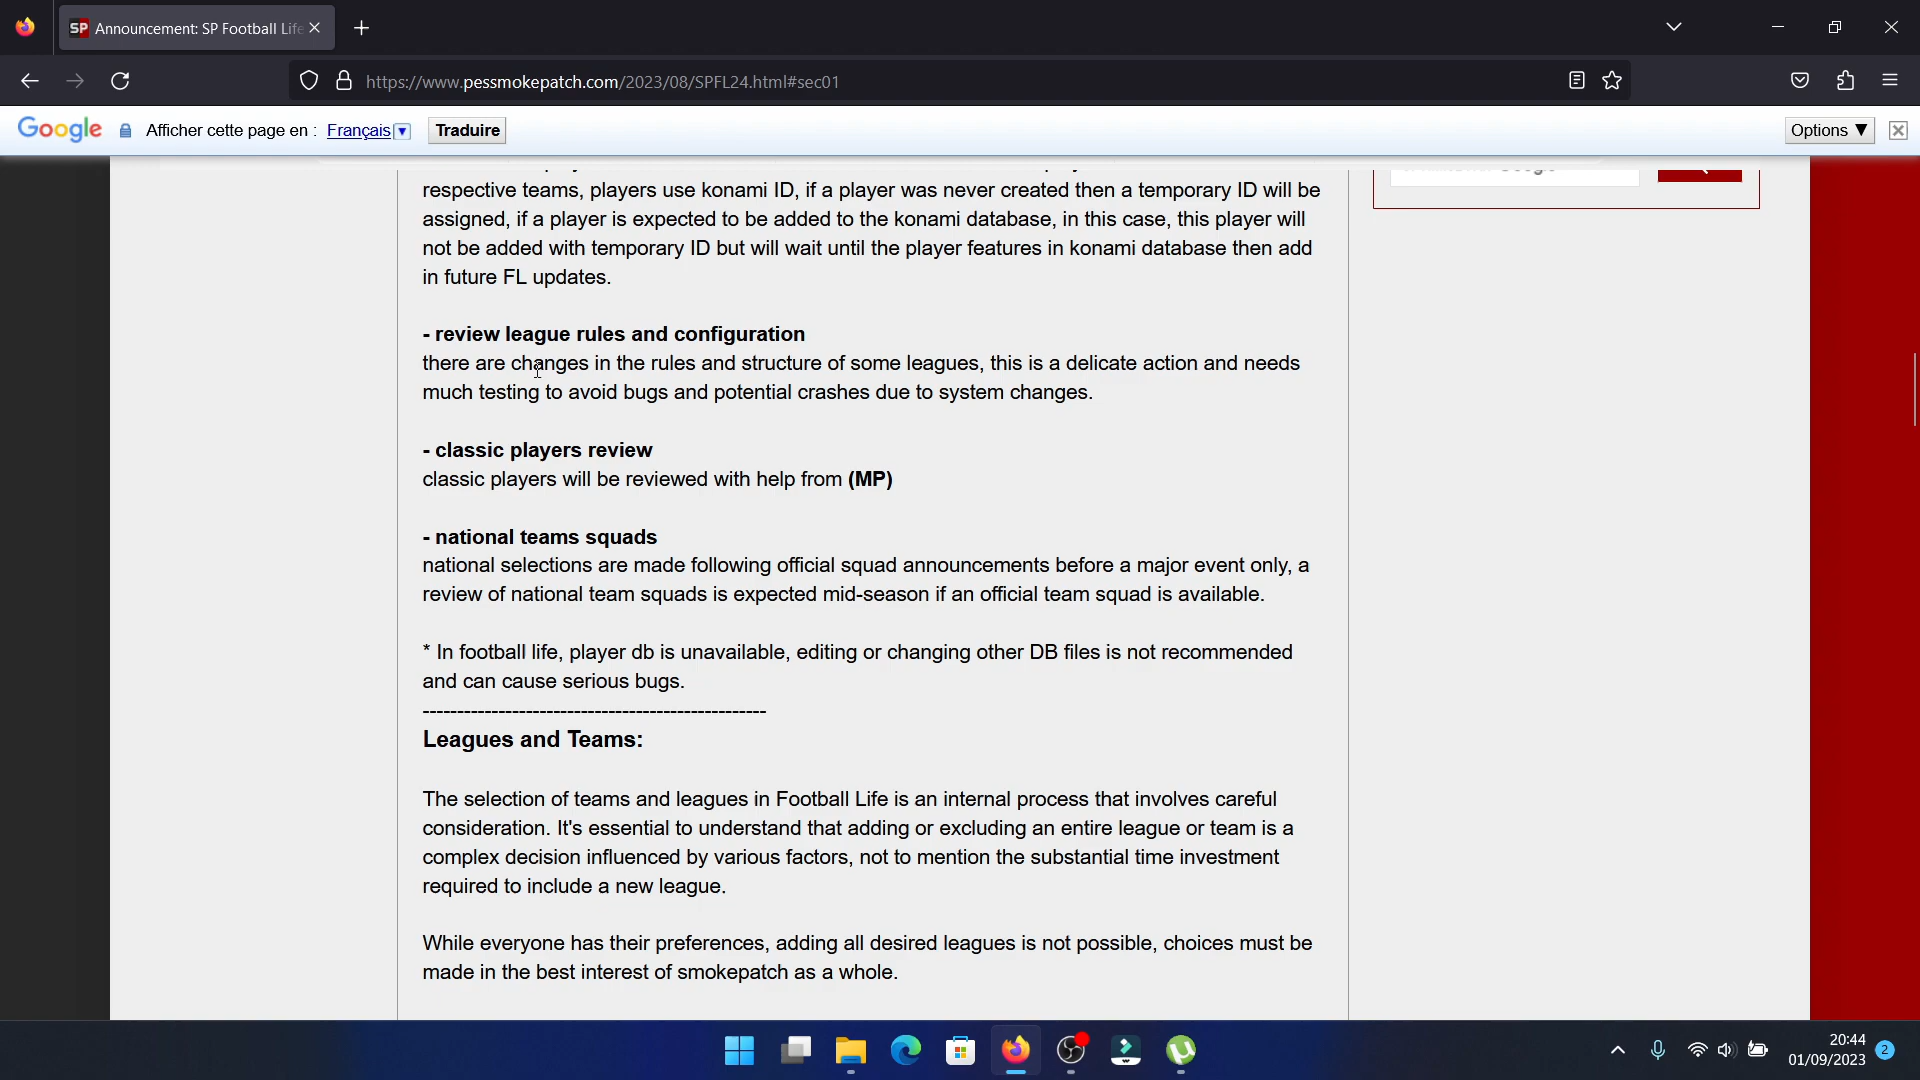 SP Announcement: SP Football Life
https://www.pessmokepatch.com/2023/08/SPFL24.html#sec01
Google Afficher cette page en : Français Traduire Options
respective teams, players use konami ID, if a player was never created then a temporary ID will be
assigned, if a player is expected to be added to the konami database, in this case, this player will
not be added with temporary ID but will wait until the player features in konami database then add
in future FL updates.
- review league rules and configuration
there are changes in the rules and structure of some leagues, this is a delicate action and needs
much testing to avoid bugs and potential crashes due to system changes.
- classic players review
classic players will be reviewed with help from (MP)
- national teams squads
national selections are made following official squad announcements before a major event only, a
review of national team squads is expected mid-season if an official team squad is available.
* In football life, player db is unavailable, editing or changing other DB files is not recommended
and can cause serious bugs.
--------------------------------------------------
Leagues and Teams:
The selection of teams and leagues in Football Life is an internal process that involves careful
consideration. It's essential to understand that adding or excluding an entire league or team is a
complex decision influenced by various factors, not to mention the substantial time investment
required to include a new league.
While everyone has their preferences, adding all desired leagues is not possible, choices must be
made in the best interest of smokepatch as a whole.
20:44
01/09/2023
2